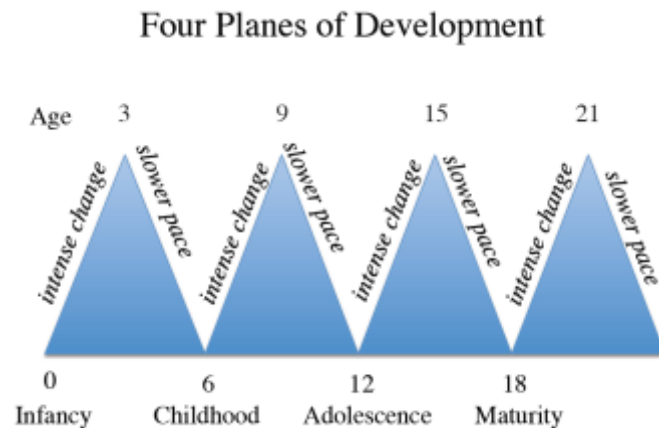 Four Planes of Development
Age 3 9 15 21
intense change slower pace intense change slower pace intense change slower pace intense change slower pace
0 6 12 18
Infancy Childhood Adolescence Maturity